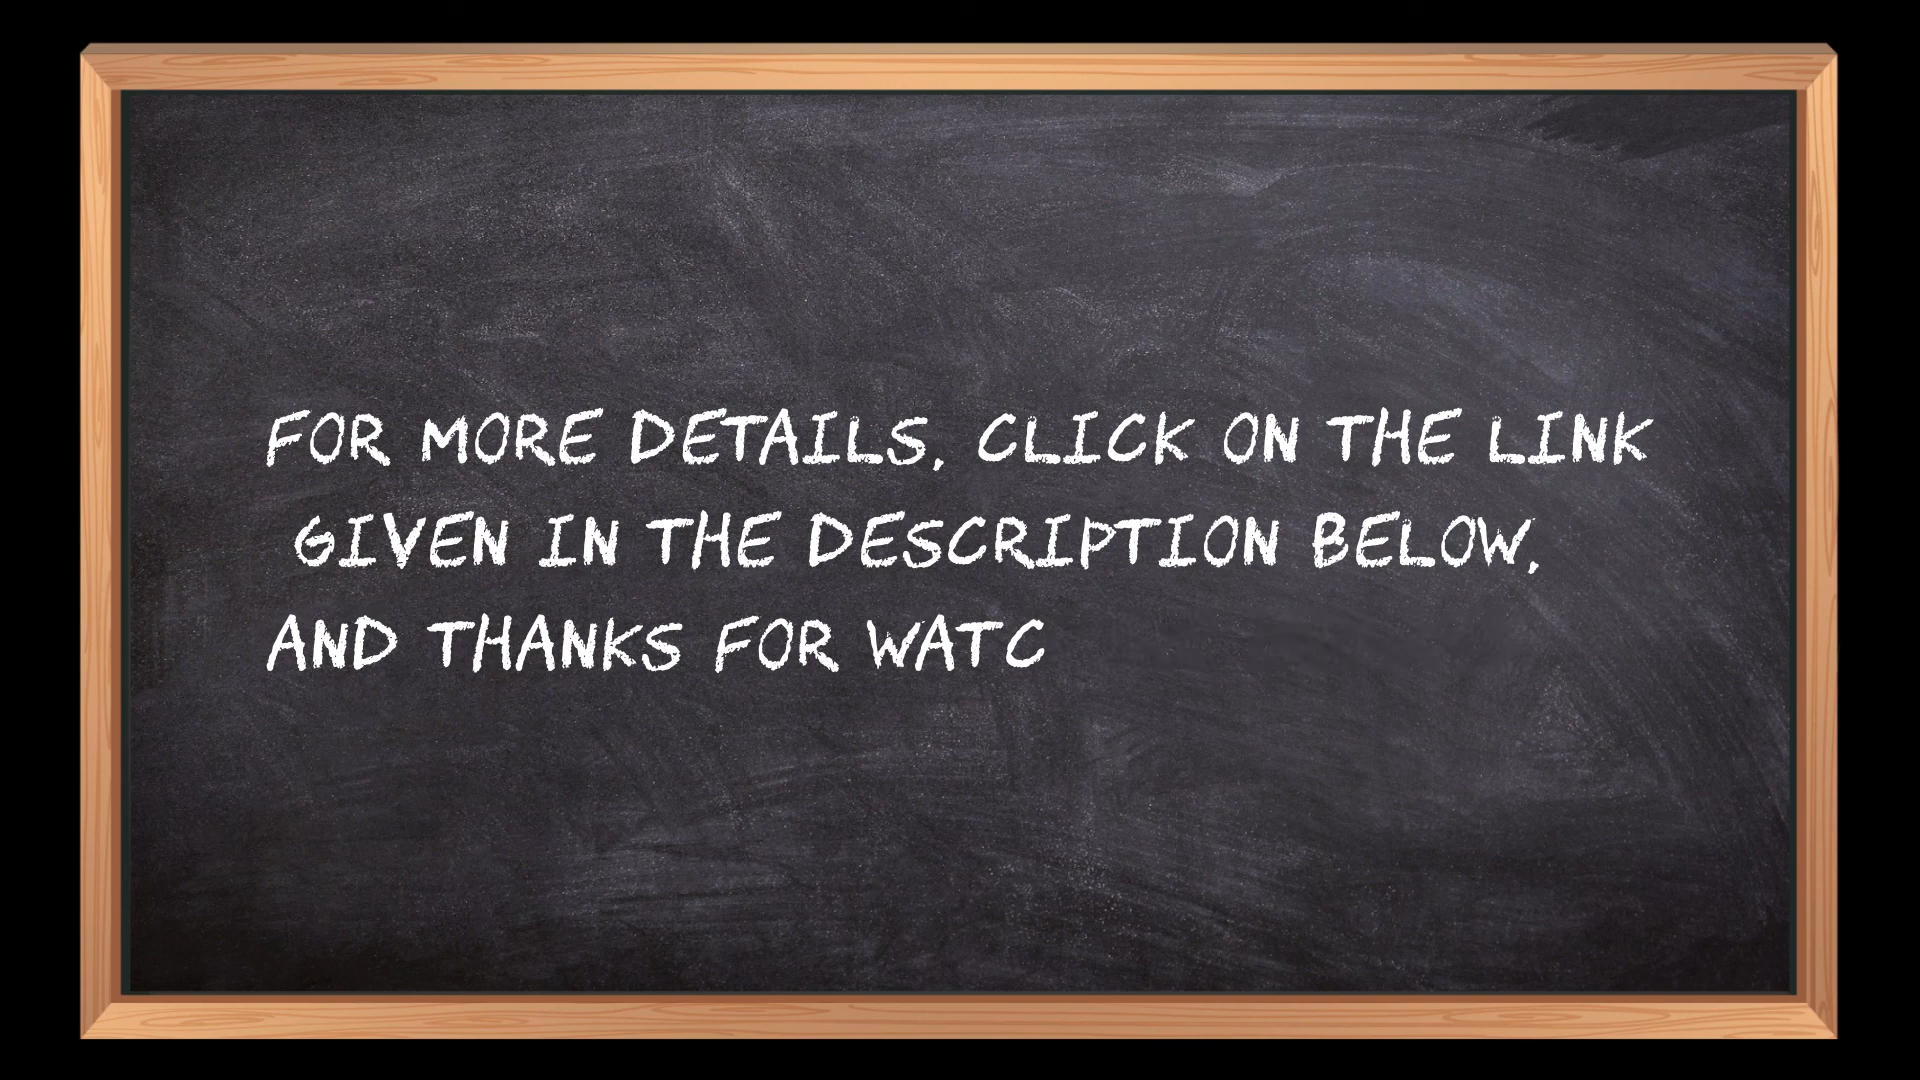 FOR MORE DETAILS, CLICK ON THE LINK
GIVEN IN THE DESCRIPTION BELOW,
AND THANKS FOR WATC